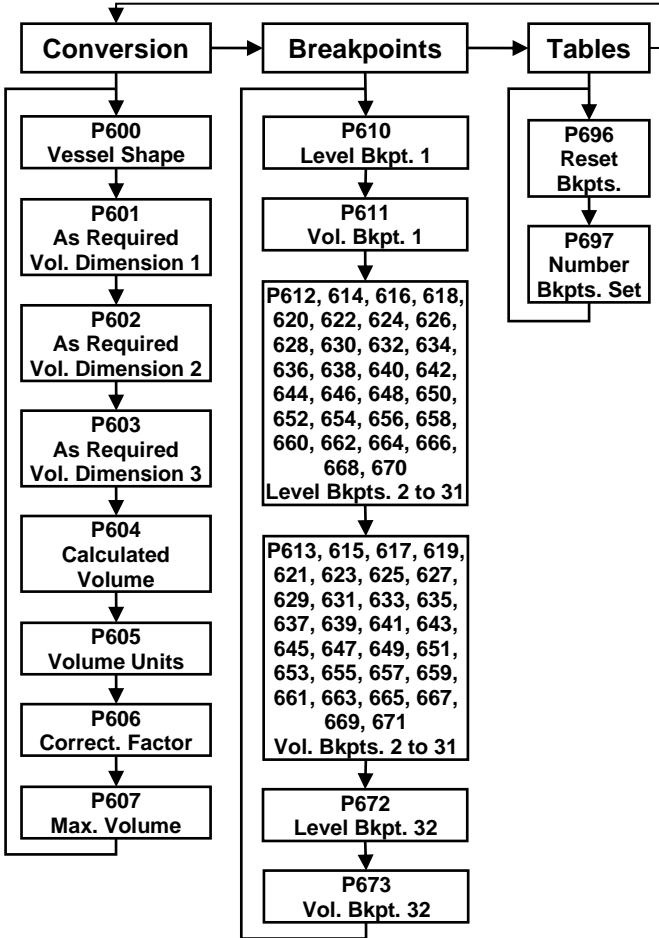 Conversion
Breakpoints
Tables
P600
Vessel Shape
P601
As Required
Vol. Dimension 1
P602
As Required
Vol. Dimension 2
P603
As Required
Vol. Dimension 3
P604
Calculated
Volume
P605
Volume Units
P606
Correct. Factor
P607
Max. Volume
P610
Level Bkpt. 1
P611
Vol. Bkpt. 1
P612, 614, 616, 618,
620, 622, 624, 626,
628, 630, 632, 634,
636, 638, 640, 642,
644, 646, 648, 650,
652, 654, 656, 658,
660, 662, 664, 666,
668, 670
Level Bkpts. 2 to 31
P613, 615, 617, 619,
621, 623, 625, 627,
629, 631, 633, 635,
637, 639, 641, 643,
645, 647, 649, 651,
653, 655, 657, 659,
661, 663, 665, 667,
669, 671
Vol. Bkpts. 2 to 31
P672
Level Bkpt. 32
P673
Vol. Bkpt. 32
P696
Reset
Bkpts.
P697
Number
Bkpts. Set